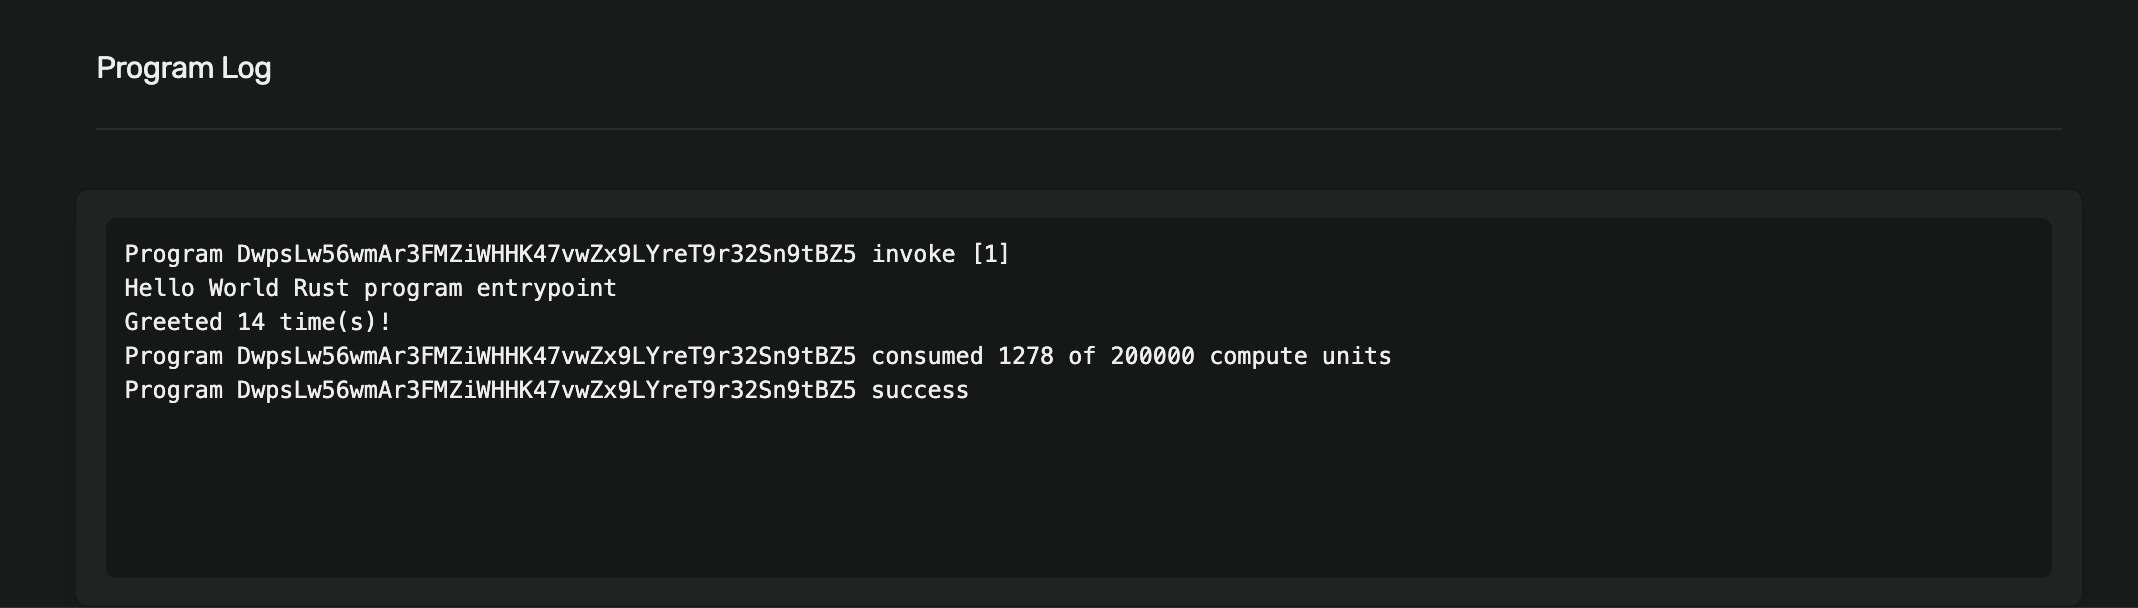 Program Log
Program DwpsLw56wmAr3FMZiWHHK47vwZx9LYreT9r32Sn9tBZ5 invoke [1]
Hello World Rust program entrypoint
Greeted 14 time(s)!
Program DwpsLw56wmAr3FMZiWHHK47vwZx9LYreT9r32Sn9tBZ5 consumed 1278 of 200000 compute units
Program DwpsLw56wmAr3FMZiWHHK47vwZx9LYreT9r32Sn9tBZ5 success